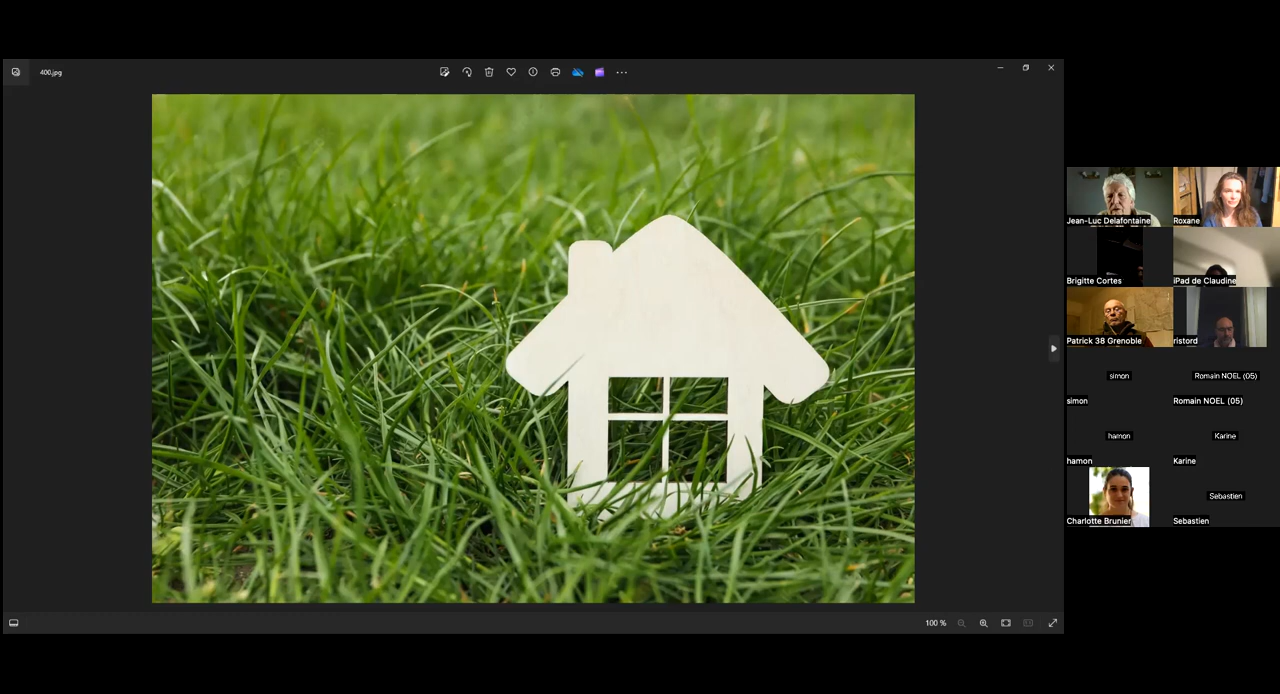 400.jpg
Jean-Luc Delafontaine
Roxane
Brigitte Cortes
iPad de Claudine
Patrick 38 Grenoble
ristord
simon
Romain NOEL (05)
simon
Romain NOEL (05)
hamon
Karine
hamon
Karine
Sebastien
Charlotte Brunier
Sebastien
100 %